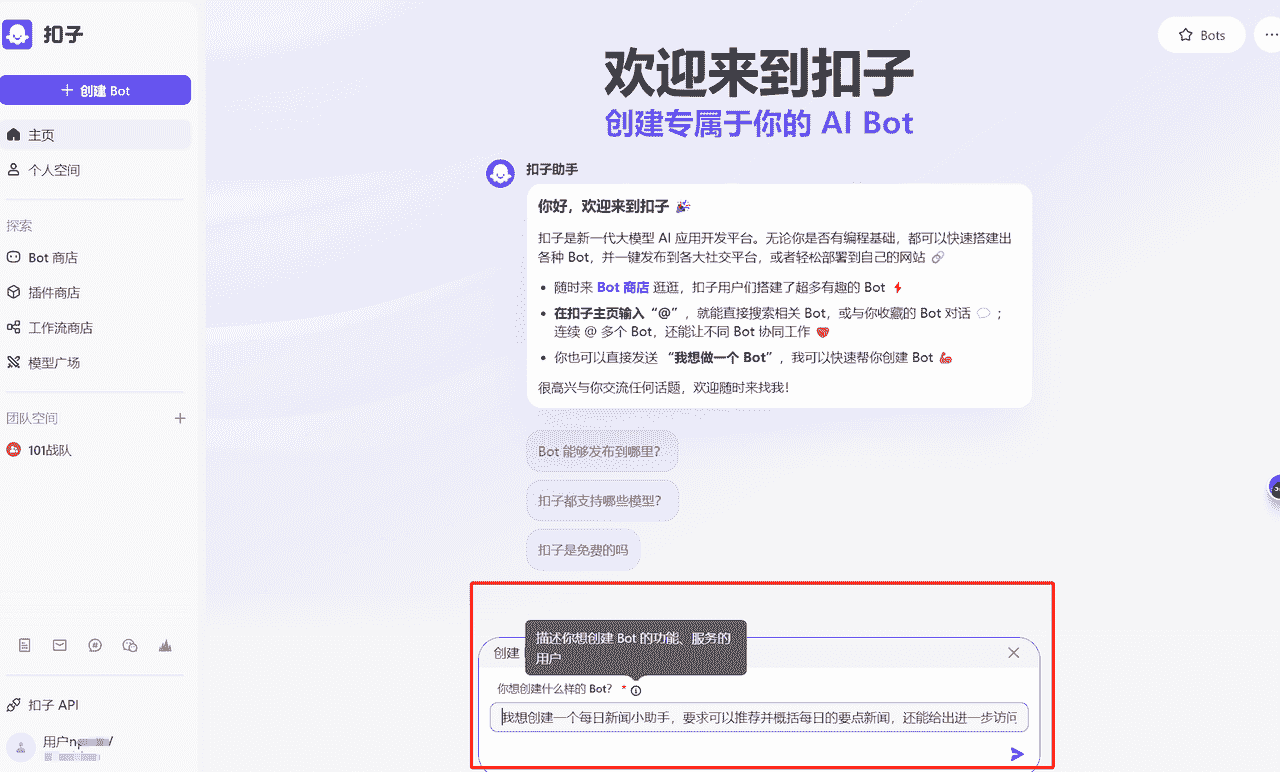 扣子
创建 Bot
主页
个人空间
探索
Bot 商店
插件商店
工作流商店
模型广场
团队空间
101战队
扣子 API
Bots
欢迎来到扣子
创建专属于你的 AI Bot
扣子助手
你好，欢迎来到扣子
扣子是新一代大模型 AI 应用开发平台。无论你是否有编程基础，都可以快速搭建出
各种 Bot，并一键发布到各大社交平台，或者轻松部署到自己的网站
随时来 Bot 商店 逛逛，扣子用户们搭建了超多有趣的 Bot
在扣子主页输入“@”，就能直接搜索相关 Bot，或与你收藏的 Bot 对话 ；
连续 @ 多个 Bot，还能让不同 Bot 协同工作
你也可以直接发送 “我想做一个 Bot”，我可以快速帮你创建 Bot
很高兴与你交流任何话题，欢迎随时来找我！
Bot 能够发布到哪里？
扣子都支持哪些模型？
扣子是免费的吗
描述你想创建 Bot 的功能、服务的
用户
创建
你想创建什么样的 Bot？ *
我想创建一个每日新闻小助手，要求可以推荐并概括每日的要点新闻，还能给出进一步访问